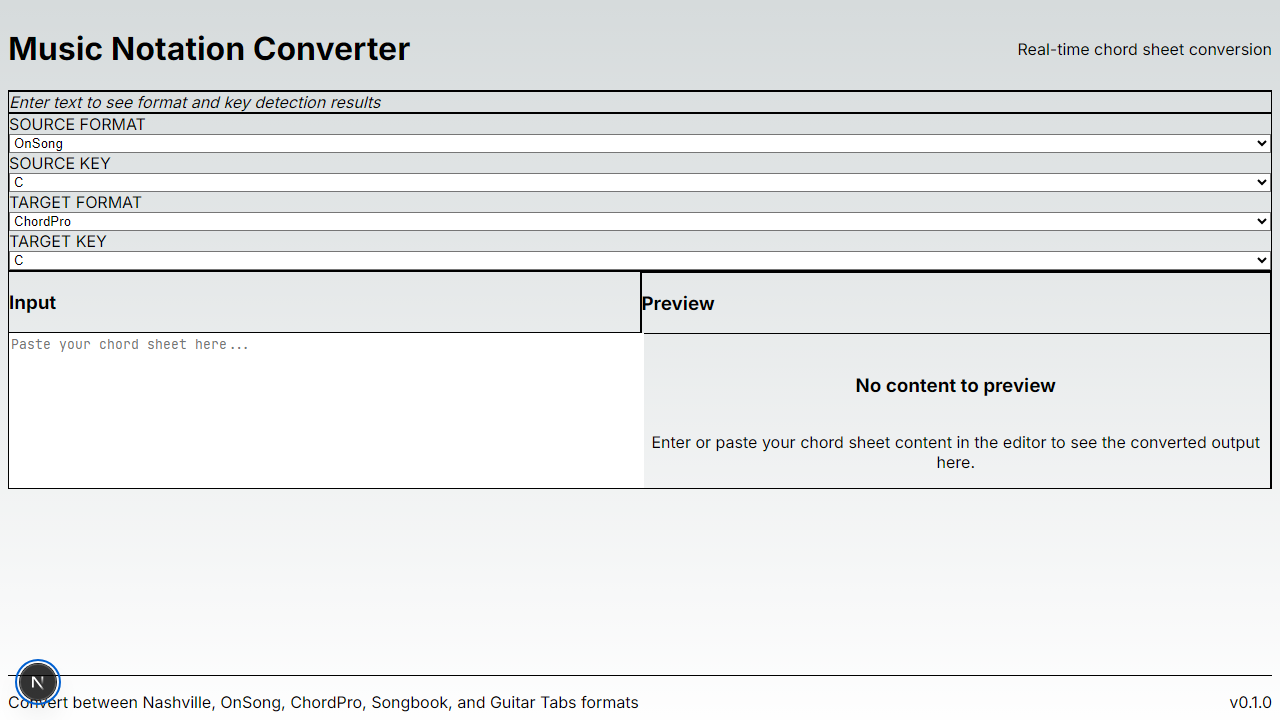 Music Notation Converter
Real-time chord sheet conversion
Enter text to see format and key detection results
SOURCE FORMAT
OnSong
SOURCE KEY
C
TARGET FORMAT
ChordPro
TARGET KEY
C
Input
Preview
Paste your chord sheet here...
No content to preview
Enter or paste your chord sheet content in the editor to see the converted output
here.
N
Convert between Nashville, OnSong, ChordPro, Songbook, and Guitar Tabs formats
v0.1.0